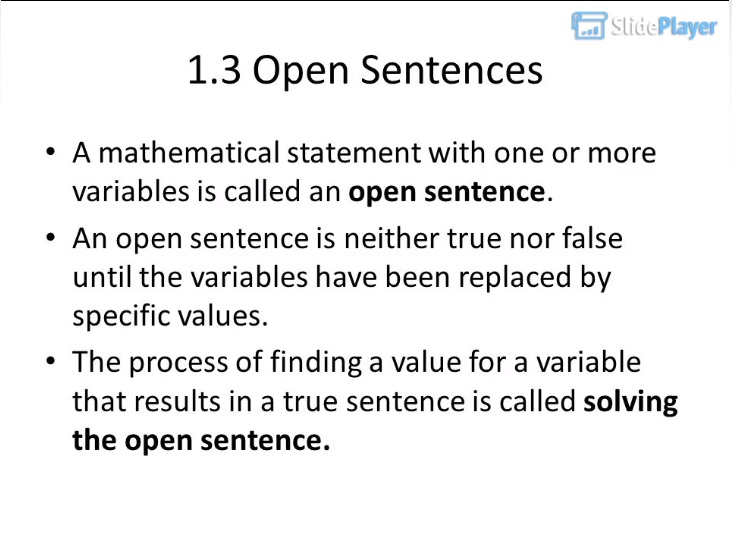 SlidePlayer
1.3 Open Sentences
• A mathematical statement with one or more
variables is called an open sentence.
• An open sentence is neither true nor false
until the variables have been replaced by
specific values.
• The process of finding a value for a variable
that results in a true sentence is called solving
the open sentence.